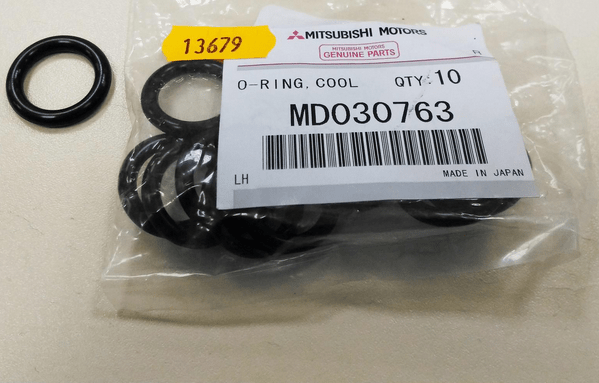 13679
MITSUBISHI MOTORS
MITSUBISHI MOTORS
GENUINE PARTS
O-RING, COOL QTY:10
MD030763
LH
MADE IN JAPAN